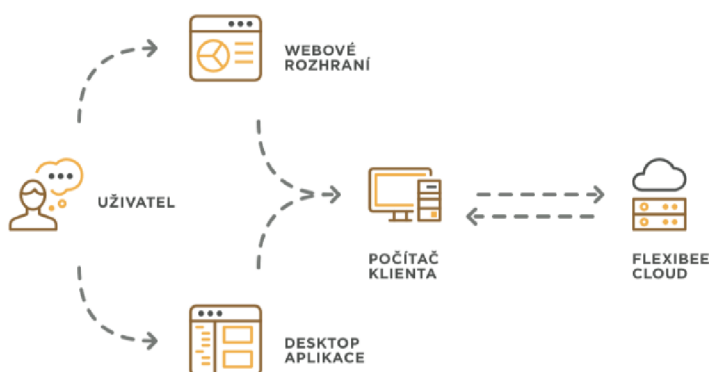 WEBOVÉ
ROZHRANÍ
UŽIVATEL
POČÍTAČ
KLIENTA
FLEXIBEE
CLOUD
DESKTOP
APLIKACE